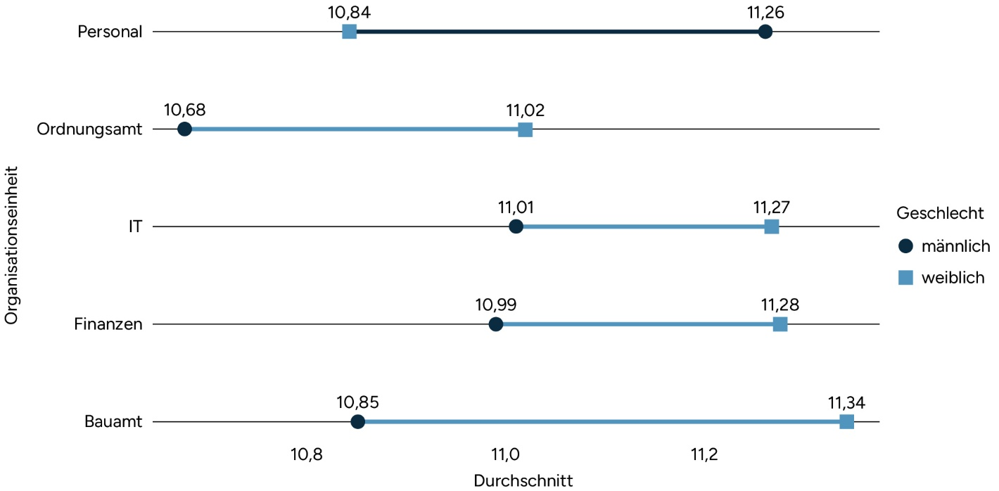 10,84 11,26
Personal
10,68 11,02
Ordnungsamt
11,01 11,27
IT
10,99 11,28
Finanzen
10,85 11,34
Bauamt
10,8 11,0 11,2
Durchschnitt
Organisationseinheit
Geschlecht
männlich
weiblich